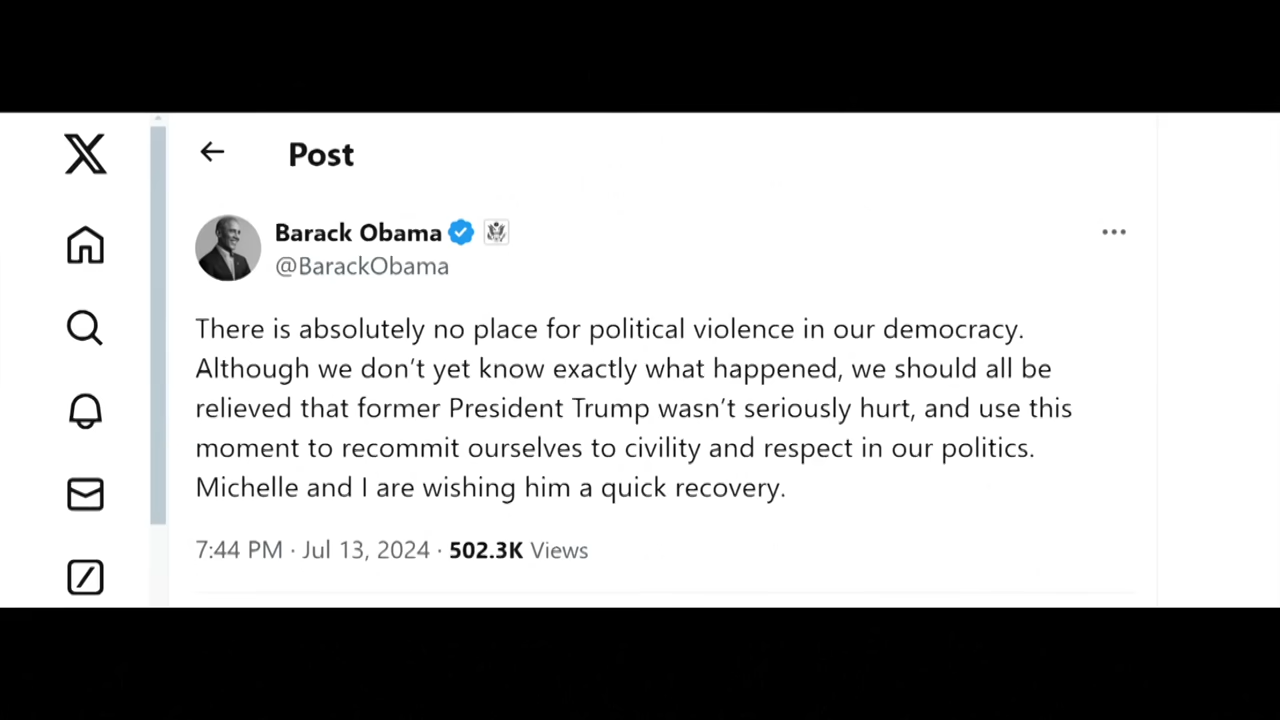 Post
Barack Obama
@BarackObama
There is absolutely no place for political violence in our democracy.
Although we don’t yet know exactly what happened, we should all be
relieved that former President Trump wasn’t seriously hurt, and use this
moment to recommit ourselves to civility and respect in our politics.
Michelle and I are wishing him a quick recovery.
7:44 PM · Jul 13, 2024 · 502.3K Views